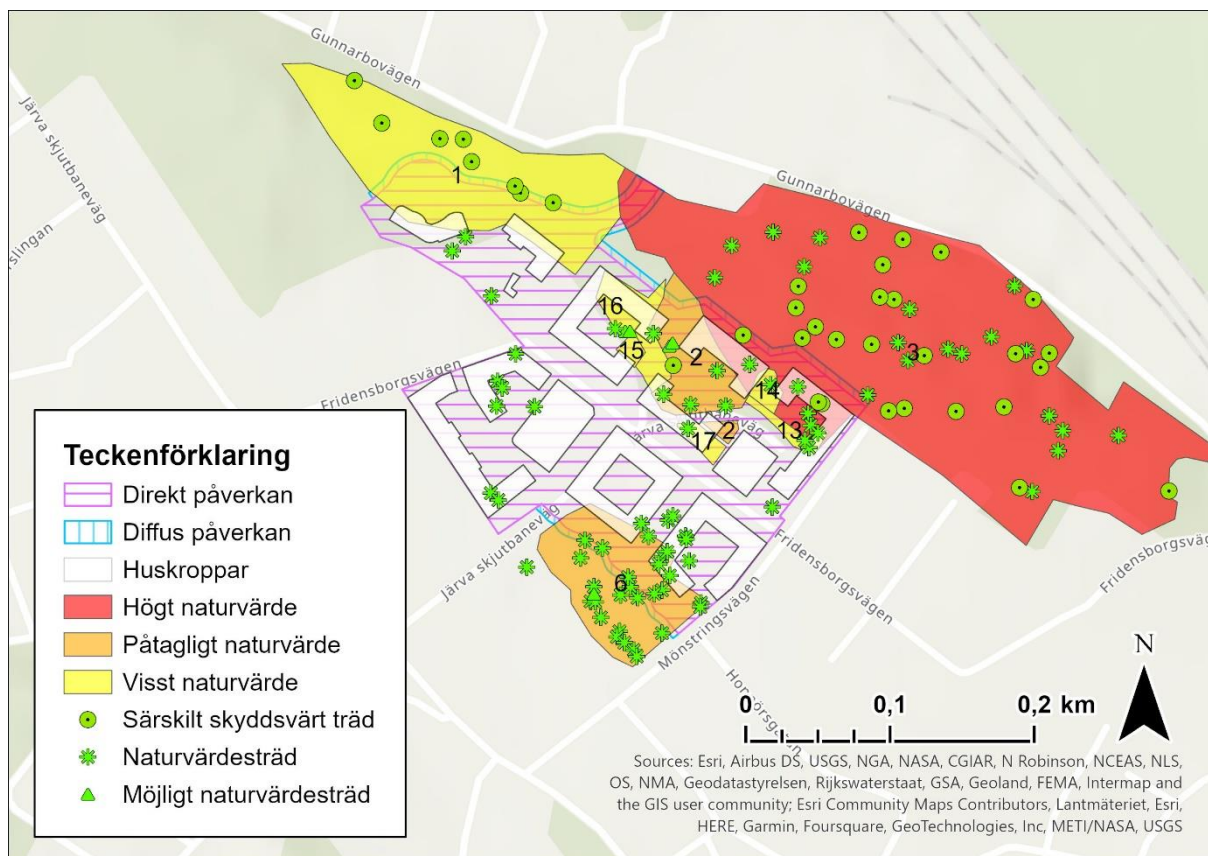 Gunnarbovägen
Järva skjutbaneväg
Gunnarbovägen
1
16
15
2
3
14
13
2
17
Fridensborgsvägen
Järva skjutbaneväg
6
Fridensborgsvägen
Fridensborgsv
Mönstringsvägen
Teckenförklaring
Direkt påverkan
Diffus påverkan
Huskroppar
Högt naturvärde
Påtagligt naturvärde
Visst naturvärde
Särskilt skyddsvärt träd
Naturvärdesträd
Möjligt naturvärdesträd
N
0 0,1 0,2 km
Sources: Esri, Airbus DS, USGS, NGA, NASA, CGIAR, N Robinson, NCEAS, NLS,
OS, NMA, Geodatastyrelsen, Rijkswaterstaat, GSA, Geoland, FEMA, Intermap and
the GIS user community; Esri Community Maps Contributors, Lantmäteriet, Esri,
HERE, Garmin, Foursquare, GeoTechnologies, Inc, METI/NASA, USGS